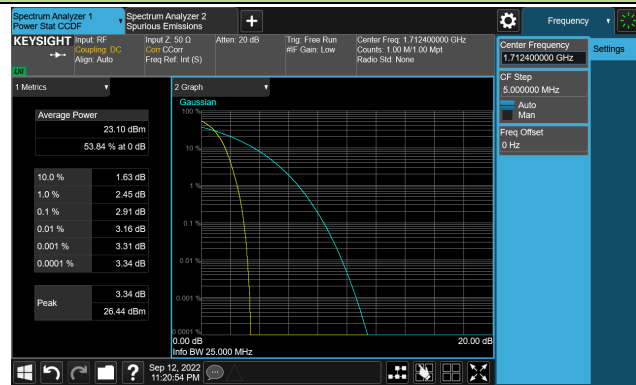 Spectrum Analyzer 1
Power Stat CCDF
Spectrum Analyzer 2
Spurious Emissions
Frequency
KEYSIGHT
Input: RF
Coupling: DC
Align: Auto
Input Z: 50 Ω
Corr CCorr
Freq Ref: Int (S)
Atten: 20 dB
Trig: Free Run
#IF Gain: Low
Center Freq: 1.712400000 GHz
Counts: 1.00 M/1.00 Mpt
Radio Std: None
LXI
Center Frequency
1.712400000 GHz
Settings
CF Step
5.000000 MHz
Auto
Man
Freq Offset
0 Hz
1 Metrics
Average Power
23.10 dBm
53.84 % at 0 dB
10.0 % 1.63 dB
1.0 % 2.45 dB
0.1 % 2.91 dB
0.01 % 3.16 dB
0.001 % 3.31 dB
0.0001 % 3.34 dB
Peak 3.34 dB
26.44 dBm
2 Graph
Gaussian
100 %
10 %
1 %
0.1 %
0.01 %
0.001 %
0.0001 %
0.00 dB 20.00 dB
Info BW 25.000 MHz
?
Sep 12, 2022
11:20:54 PM